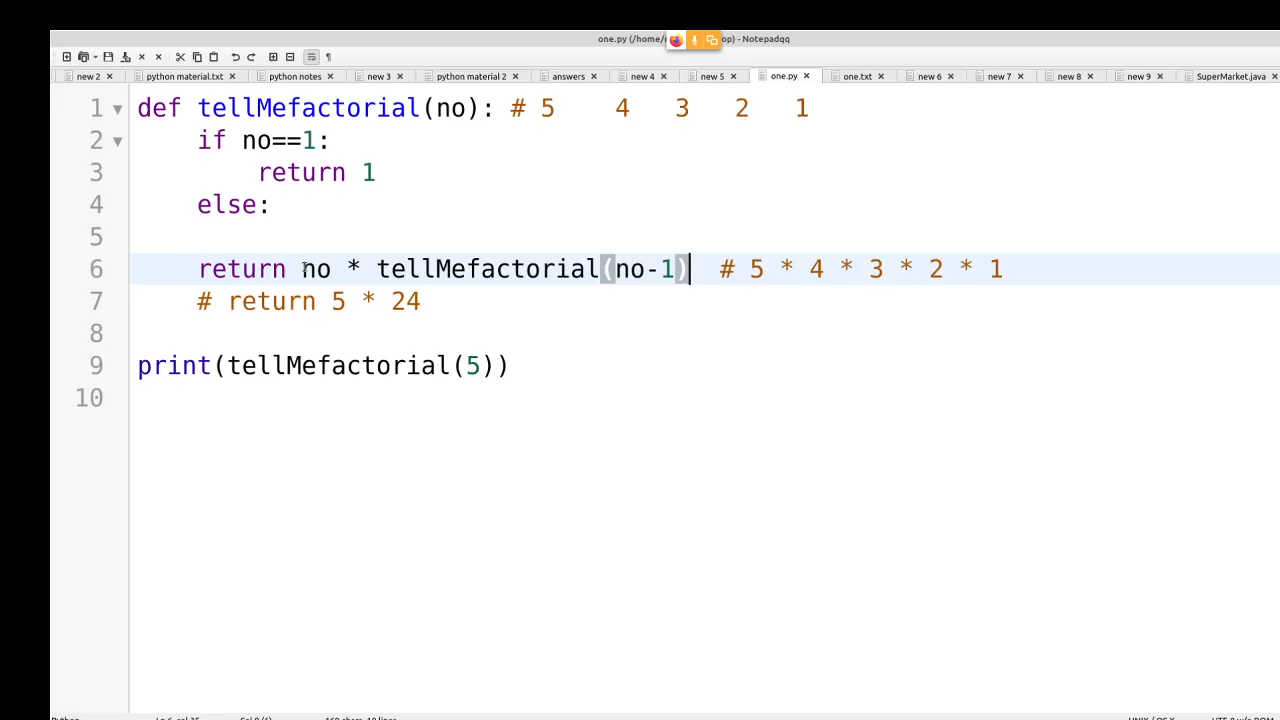 one.py (/home/ op) - Notepadqq
new 2 python material.txt python notes new 3 python material 2 answers new 4 new 5 one.py one.txt new 6 new 7 new 8 new 9 SuperMarket.java
1 def tellMefactorial(no): # 5 4 3 2 1
2 if no==1:
3 return 1
4 else:
5
6 return no * tellMefactorial(no-1) # 5 * 4 * 3 * 2 * 1
7 # return 5 * 24
8
9 print(tellMefactorial(5))
10